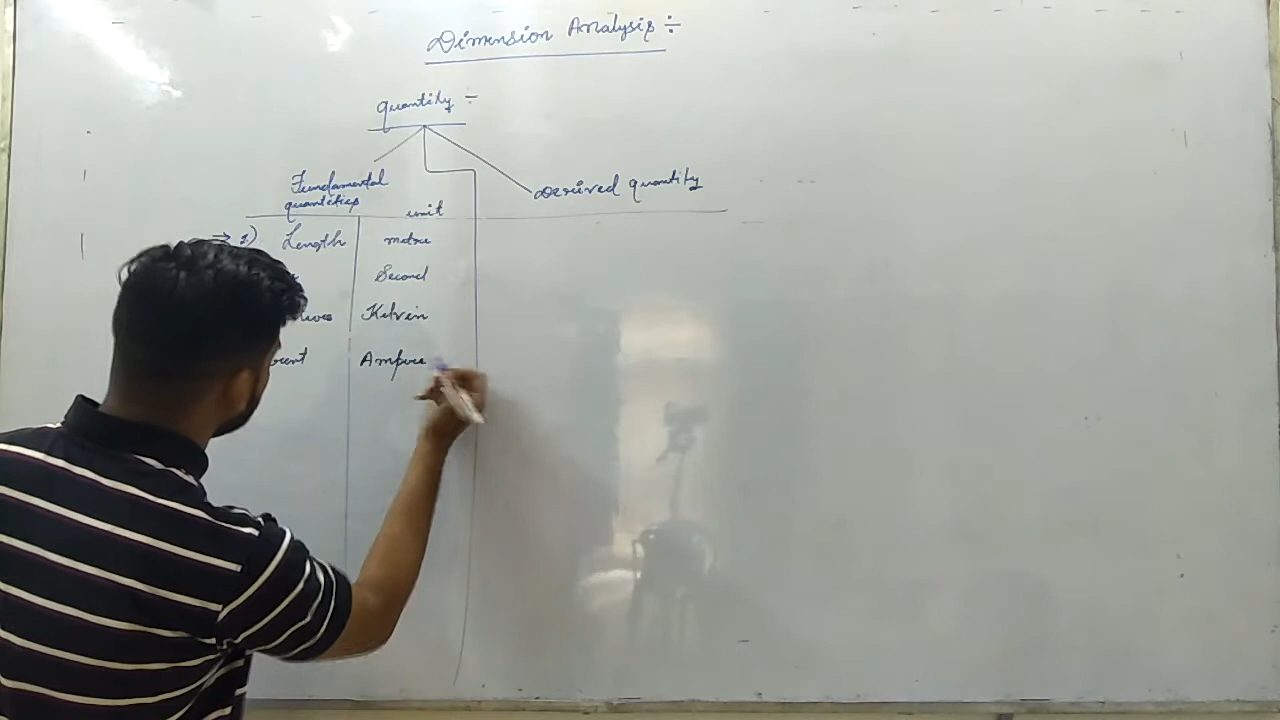 Dimension Analysis ÷
quantity ÷
Fundamental
quantities
Derived quantity
unit
⇒ 1) Length metre
Second
Kelvin
Ampere